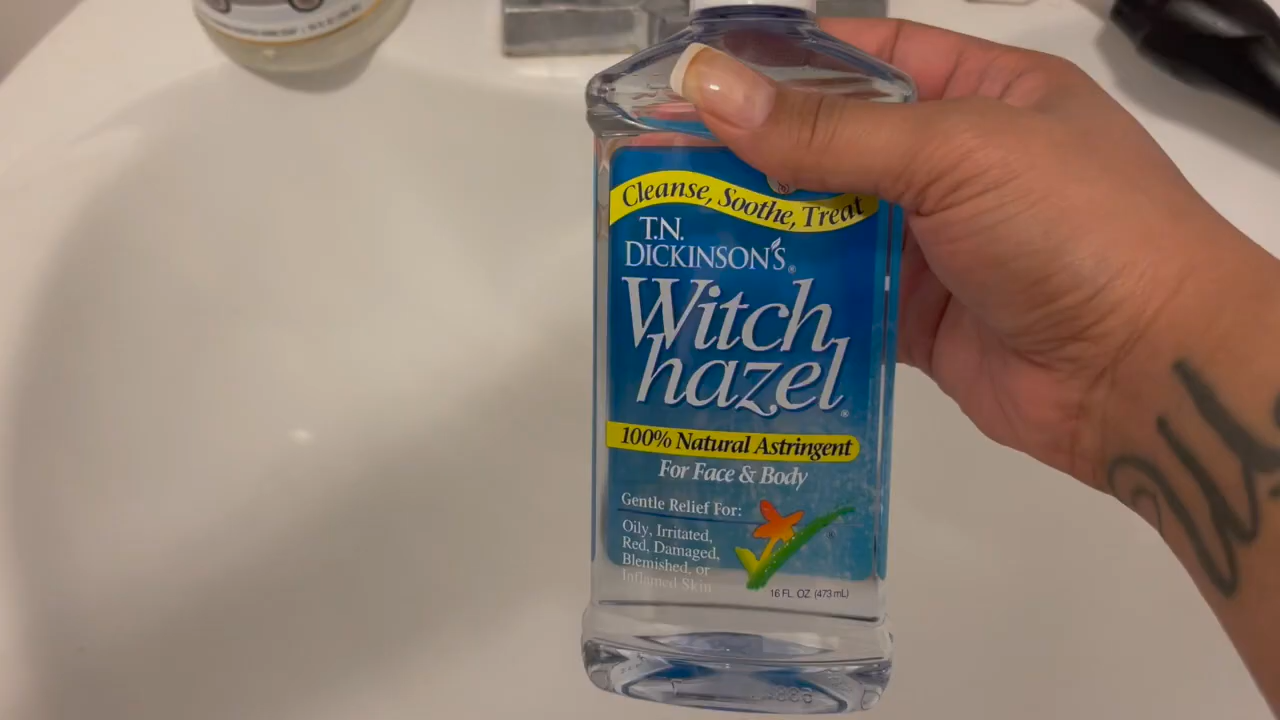 Cleanse, Soothe, Treat
T.N.
DICKINSON'S®
Witch
hazel®
100% Natural Astringent
For Face & Body
Gentle Relief For:
Oily, Irritated,
Red, Damaged,
Blemished, or
Inflamed Skin
16 FL. OZ. (473 mL)